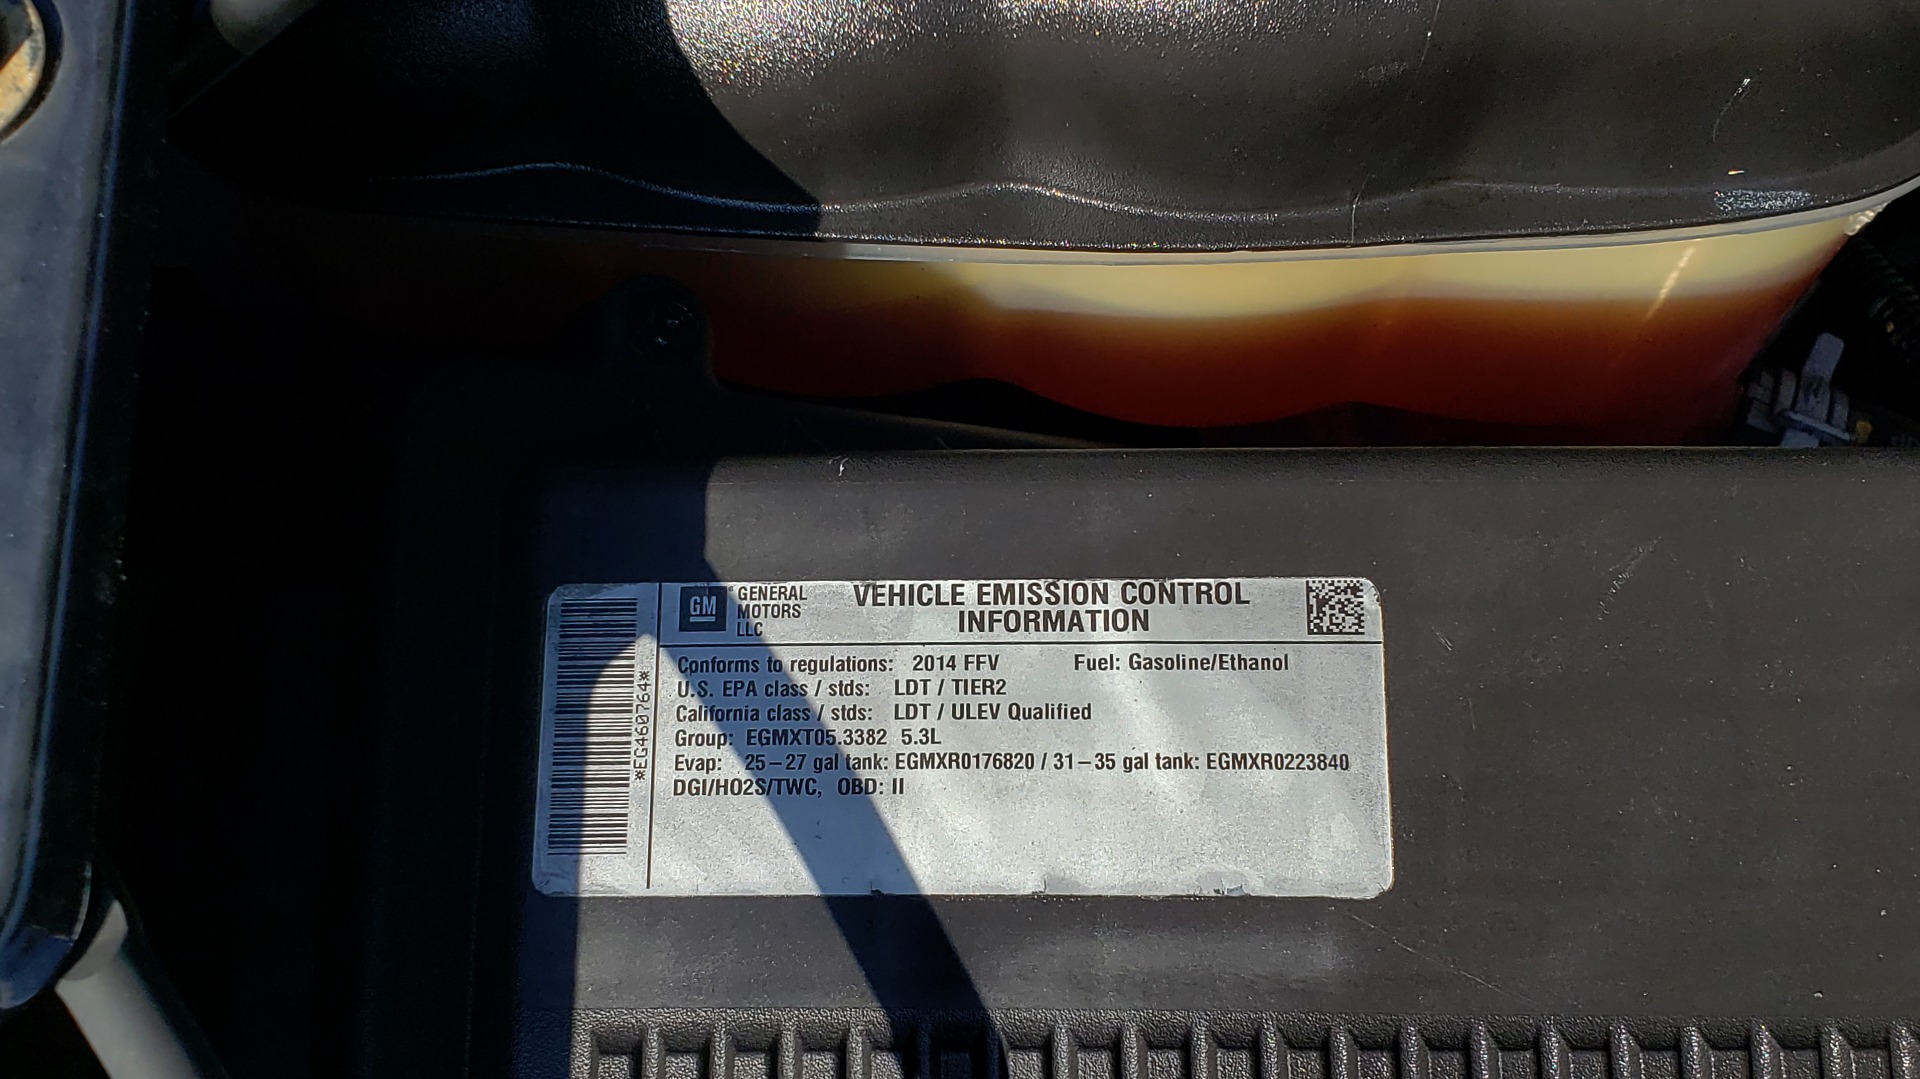 GM
GENERAL
MOTORS
LLC
VEHICLE EMISSION CONTROL
INFORMATION
Conforms to regulations: 2014 FFV Fuel: Gasoline/Ethanol
U.S. EPA class / stds: LDT / TIER2
California class / stds: LDT / ULEV Qualified
Group: EGMXT05.3382 5.3L
Evap: 25–27 gal tank: EGMXR0176820 / 31–35 gal tank: EGMXR0223840
DGI/HO2S/TWC, OBD: II
*EG460764*